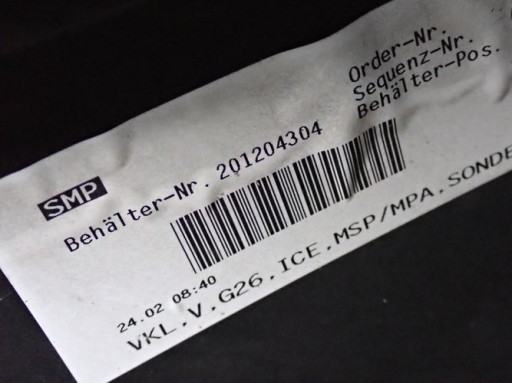 SMP
Order-Nr.
Sequenz-Nr.
Behälter-Pos.
Behälter-Nr. 201204304
24.02 08:40
VKL.V.G26.ICE.MSP/MPA.SONDE